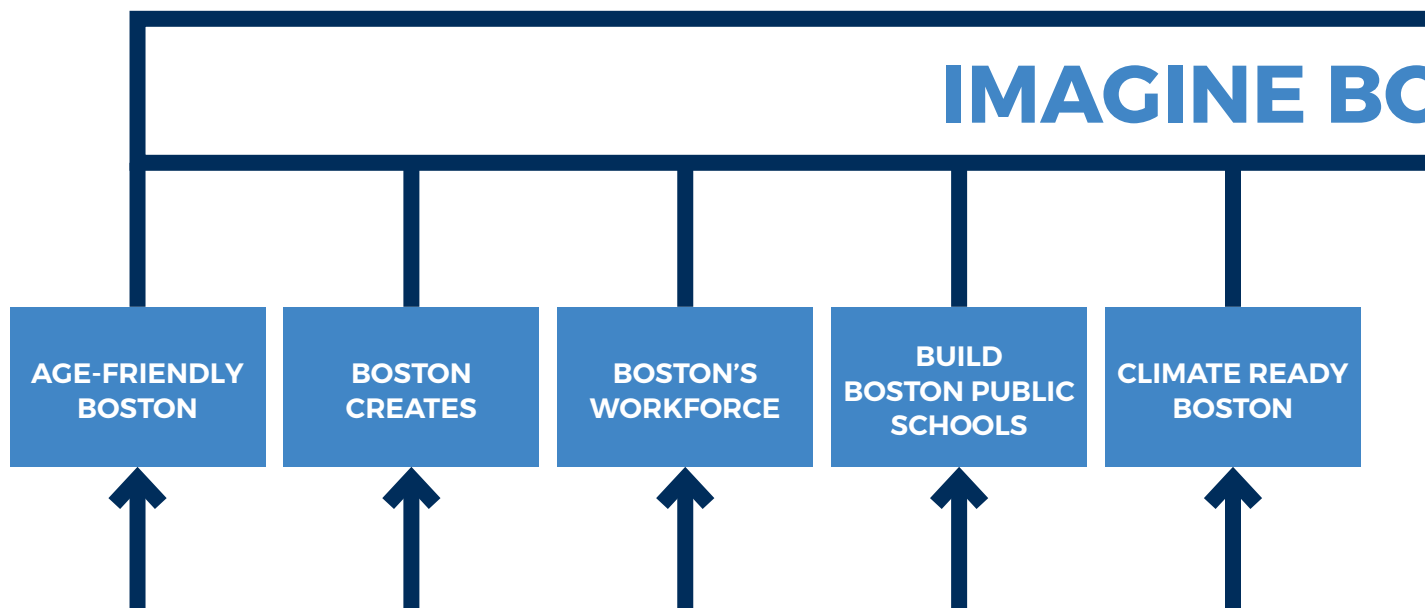 IMAGINE BO
AGE-FRIENDLY
BOSTON
BOSTON
CREATES
BOSTON'S
WORKFORCE
BUILD
BOSTON PUBLIC
SCHOOLS
CLIMATE READY
BOSTON